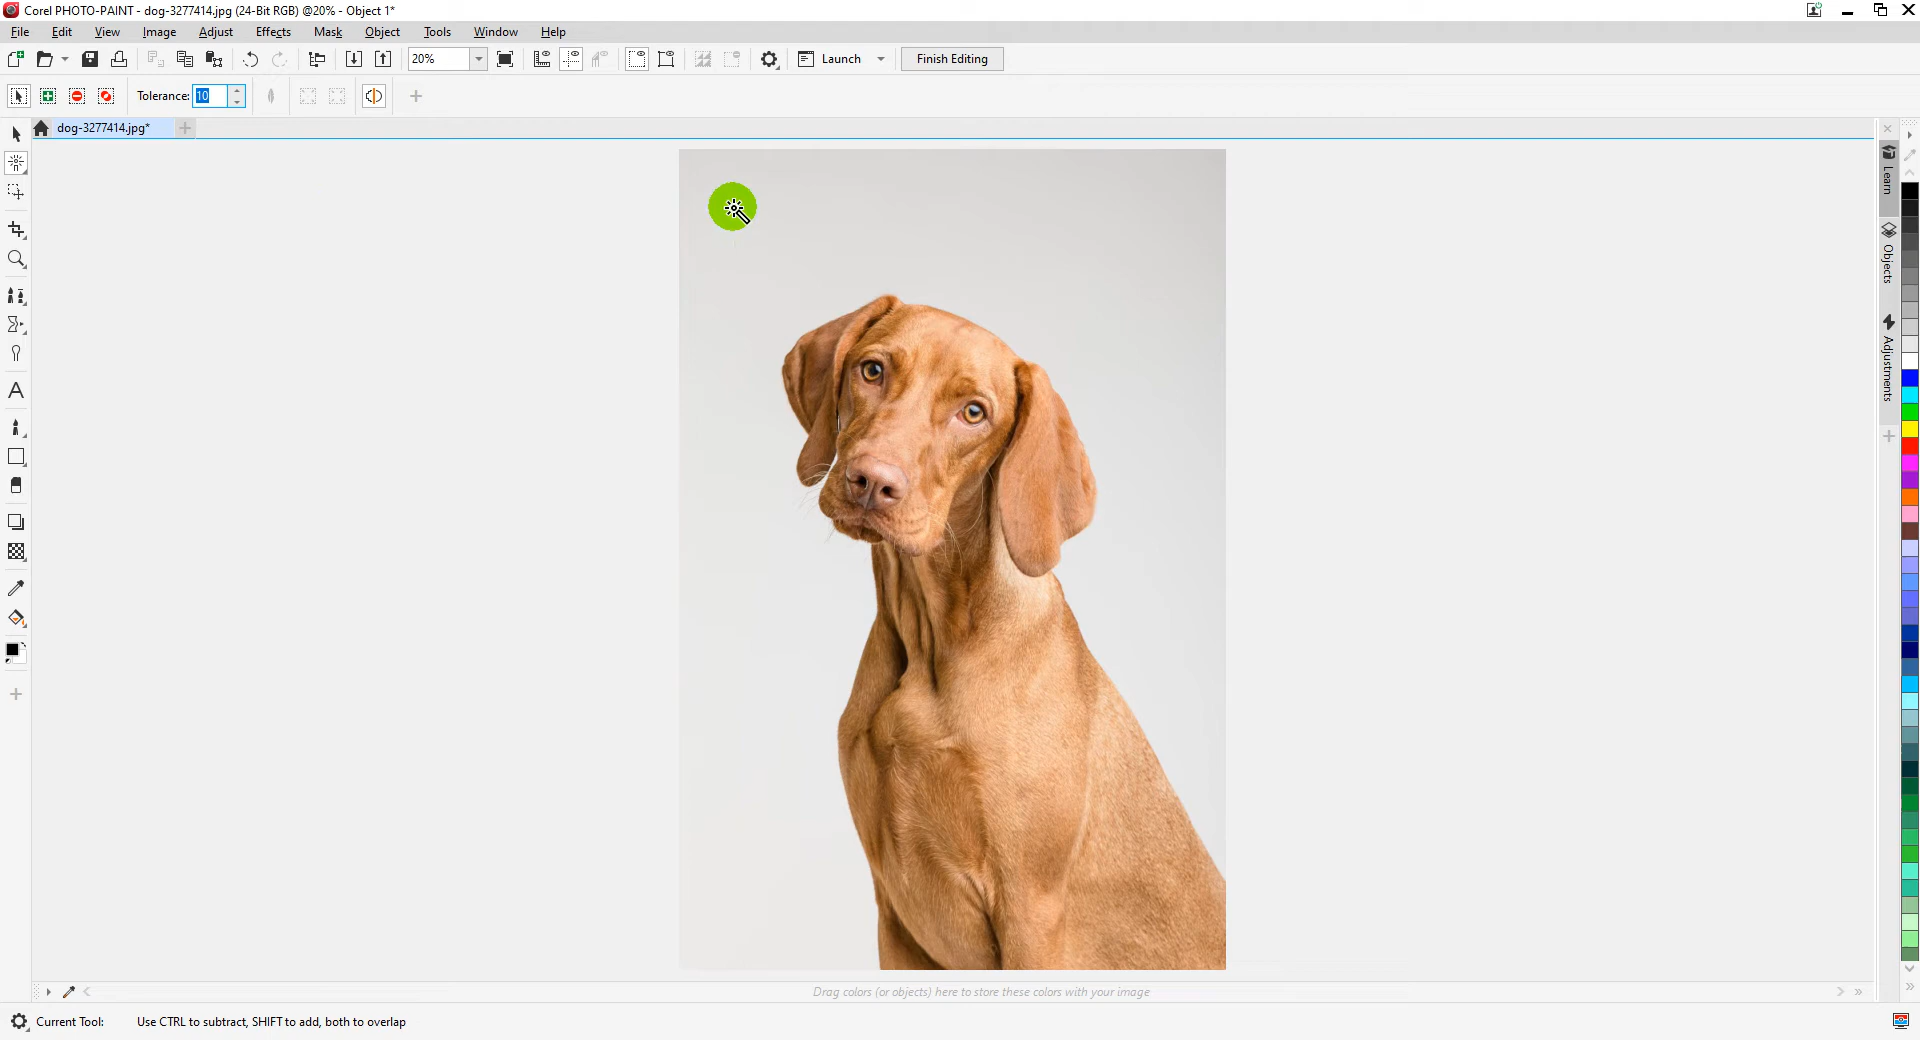 Corel PHOTO-PAINT - dog-3277414.jpg (24-Bit RGB) @20% - Object 1*
File Edit View Image Adjust Effects Mask Object Tools Window Help
20% Launch Finish Editing
Tolerance: 10
dog-3277414.jpg*
Learn
Objects
Adjustments
Drag colors (or objects) here to store these colors with your image
Current Tool: Use CTRL to subtract, SHIFT to add, both to overlap